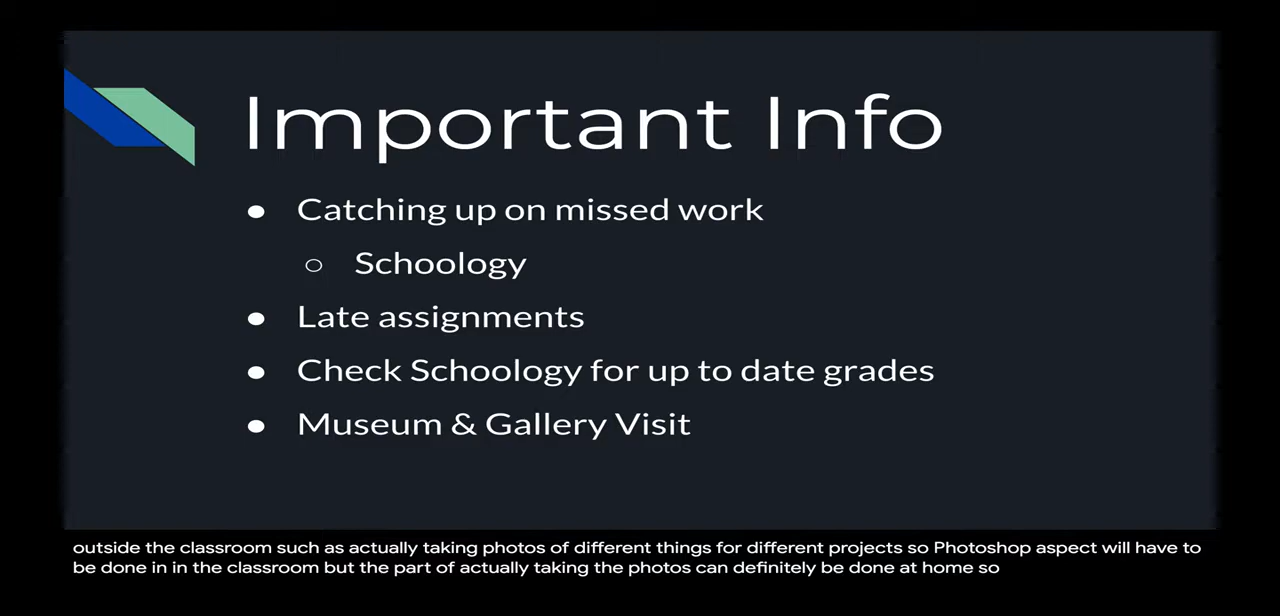 Important Info
● Catching up on missed work
○ Schoology
● Late assignments
● Check Schoology for up to date grades
● Museum & Gallery Visit
outside the classroom such as actually taking photos of different things for different projects so Photoshop aspect will have to
be done in in the classroom but the part of actually taking the photos can definitely be done at home so